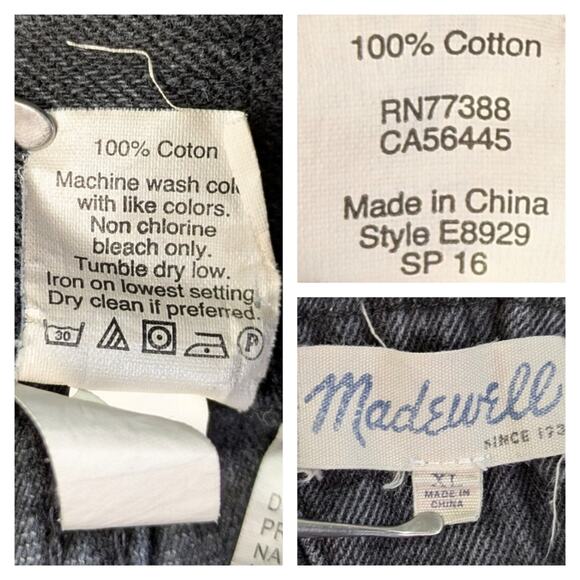 100% Coton
Machine wash col
with like colors.
Non chlorine
bleach only.
Tumble dry low.
Iron on lowest setting
Dry clean if preferred.
30
P
D
PR
NA
100% Cotton
RN77388
CA56445
Made in China
Style E8929
SP 16
Madewell
SINCE 193
XL
MADE IN
CHINA